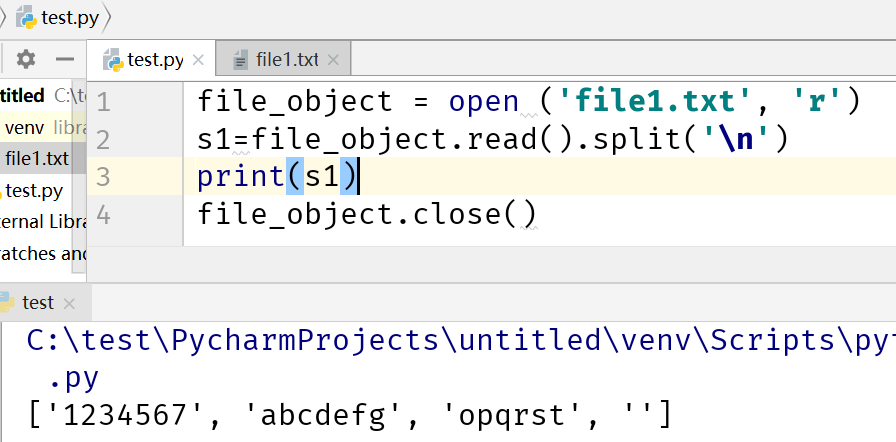 test.py
test.py
file1.txt
titled C:\t
venv libra
file1.txt
test.py
ternal Libra
ratches and
1 file_object = open ('file1.txt', 'r')
2 s1=file_object.read().split('\n')
3 print(s1)
4 file_object.close()
test
C:\test\PycharmProjects\untitled\venv\Scripts\pyt
.py
['1234567', 'abcdefg', 'opqrst', '']